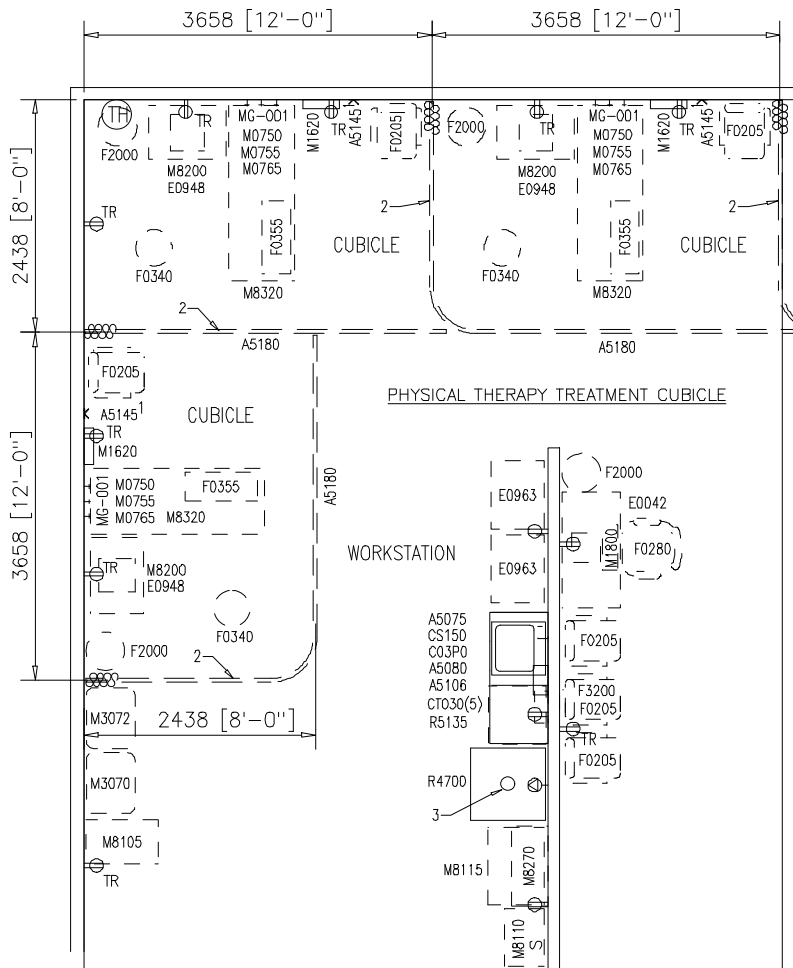 3658 [12'-0"]
3658 [12'-0"]
2438 [8'-0"]
TH
F2000
TR
M8200
E0948
MG-001
M0750
M0755
M0765
TR
M1620
A5145
F0205
TR
F0340
F0355
M8320
CUBICLE
2
F2000
TR
M8200
E0948
MG-001
M0750
M0755
M0765
TR
M1620
A5145
F0205
F0340
F0355
M8320
CUBICLE
2
2
A5180
A5180
PHYSICAL THERAPY TREATMENT CUBICLE
3658 [12'-0"]
F0205
A5145
1
TR
M1620
CUBICLE
MG-001
M0750
M0755
M0765
F0355
M8320
A5180
TR
M8200
E0948
F0340
F2000
2
WORKSTATION
2438 [8'-0"]
M3072
M3070
M8105
TR
E0963
E0963
F2000
E0042
M1800
F0280
A5075
CS150
C03P0
A5080
A5106
CT030(5)
R5135
F0205
F3200
F0205
TR
F0205
R4700
3
M8115
M8270
M8110
S